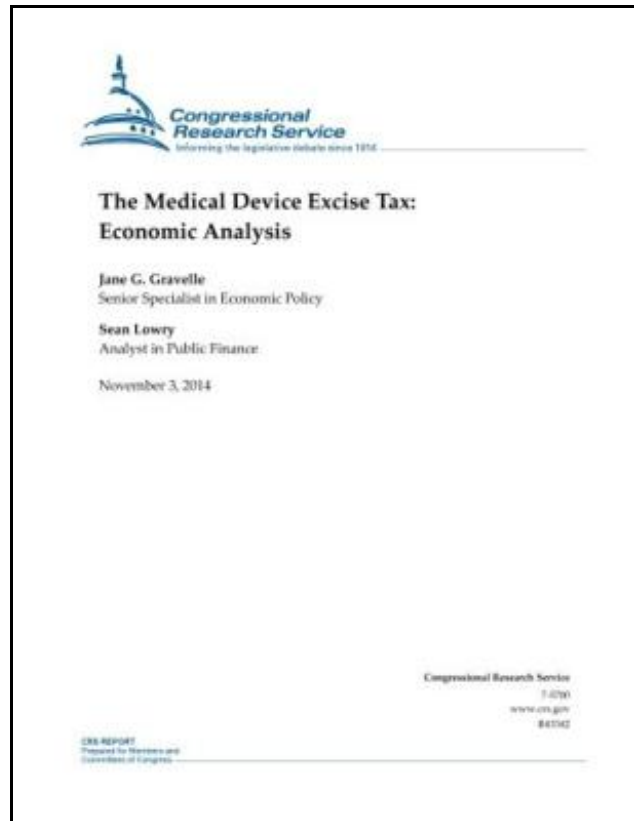 Congressional
Research Service
Informing the legislative debate since 1914
The Medical Device Excise Tax:
Economic Analysis
Jane G. Gravelle
Senior Specialist in Economic Policy
Sean Lowry
Analyst in Public Finance
November 3, 2014
Congressional Research Service
7-5700
www.crs.gov
CRS REPORT
Prepared for Members and
Committees of Congress